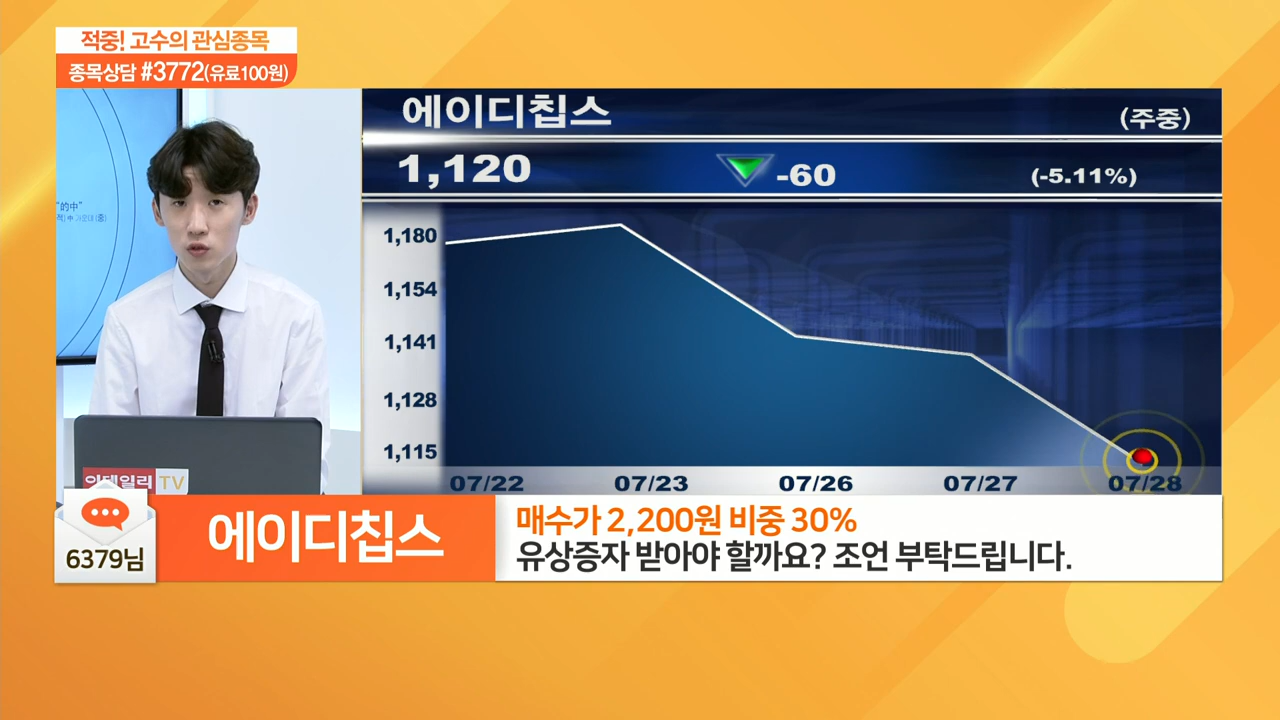 적중! 고수의 관심종목
종목상담 #3772(유료100원)
"的中"
에이디칩스
(주중)
1,120
-60
(-5.11%)
1,180
1,154
1,141
1,128
1,115
07/22
07/23
07/26
07/27
07/28
이데일리TV
6379님
에이디칩스
매수가 2,200원 비중 30%
유상증자 받아야 할까요? 조언 부탁드립니다.